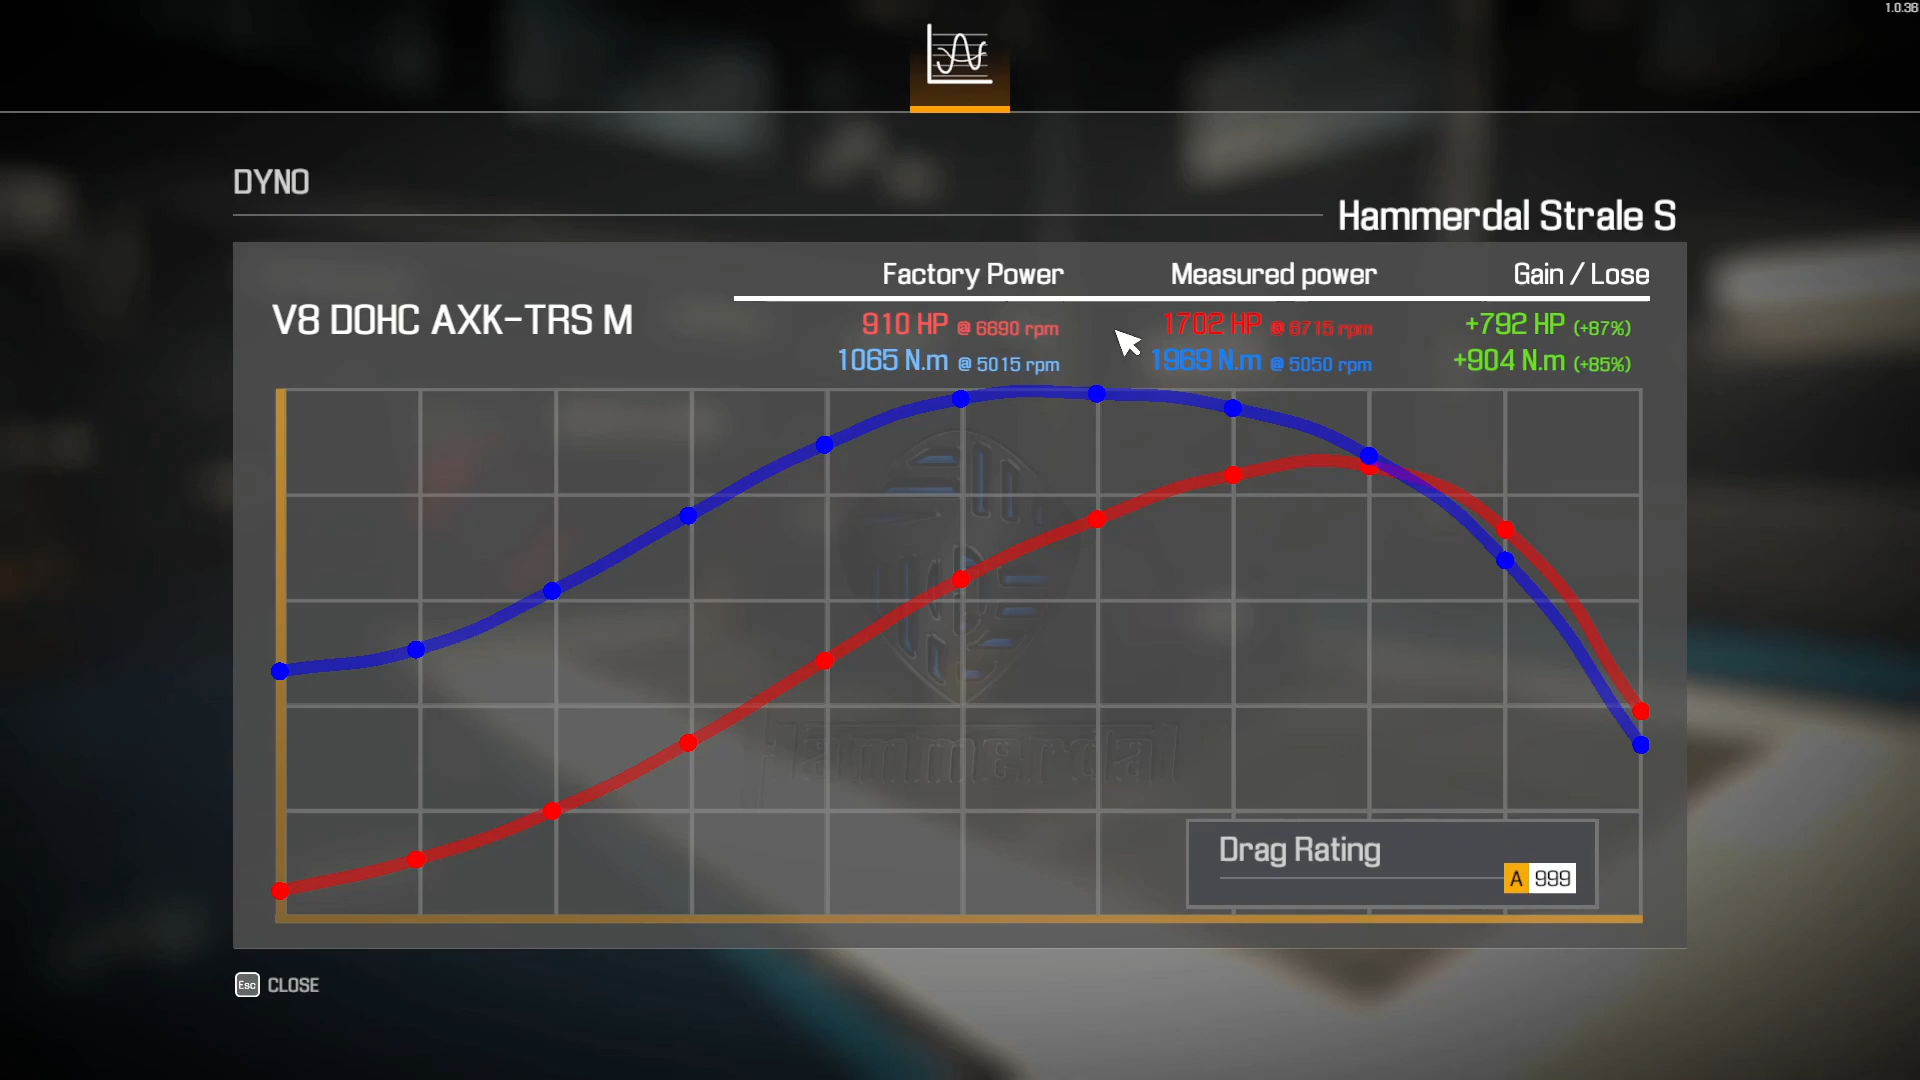 1.0.36
DYNO
Hammerdal Strale S
Factory Power Measured power Gain / Lose
V8 DOHC AXK-TRS M
910 HP @ 6690 rpm 1702 HP @ 6715 rpm +792 HP (+87%)
1065 N.m @ 5015 rpm 1969 N.m @ 5050 rpm +904 N.m (+85%)
Hammerdal
Drag Rating
A 999
Esc CLOSE